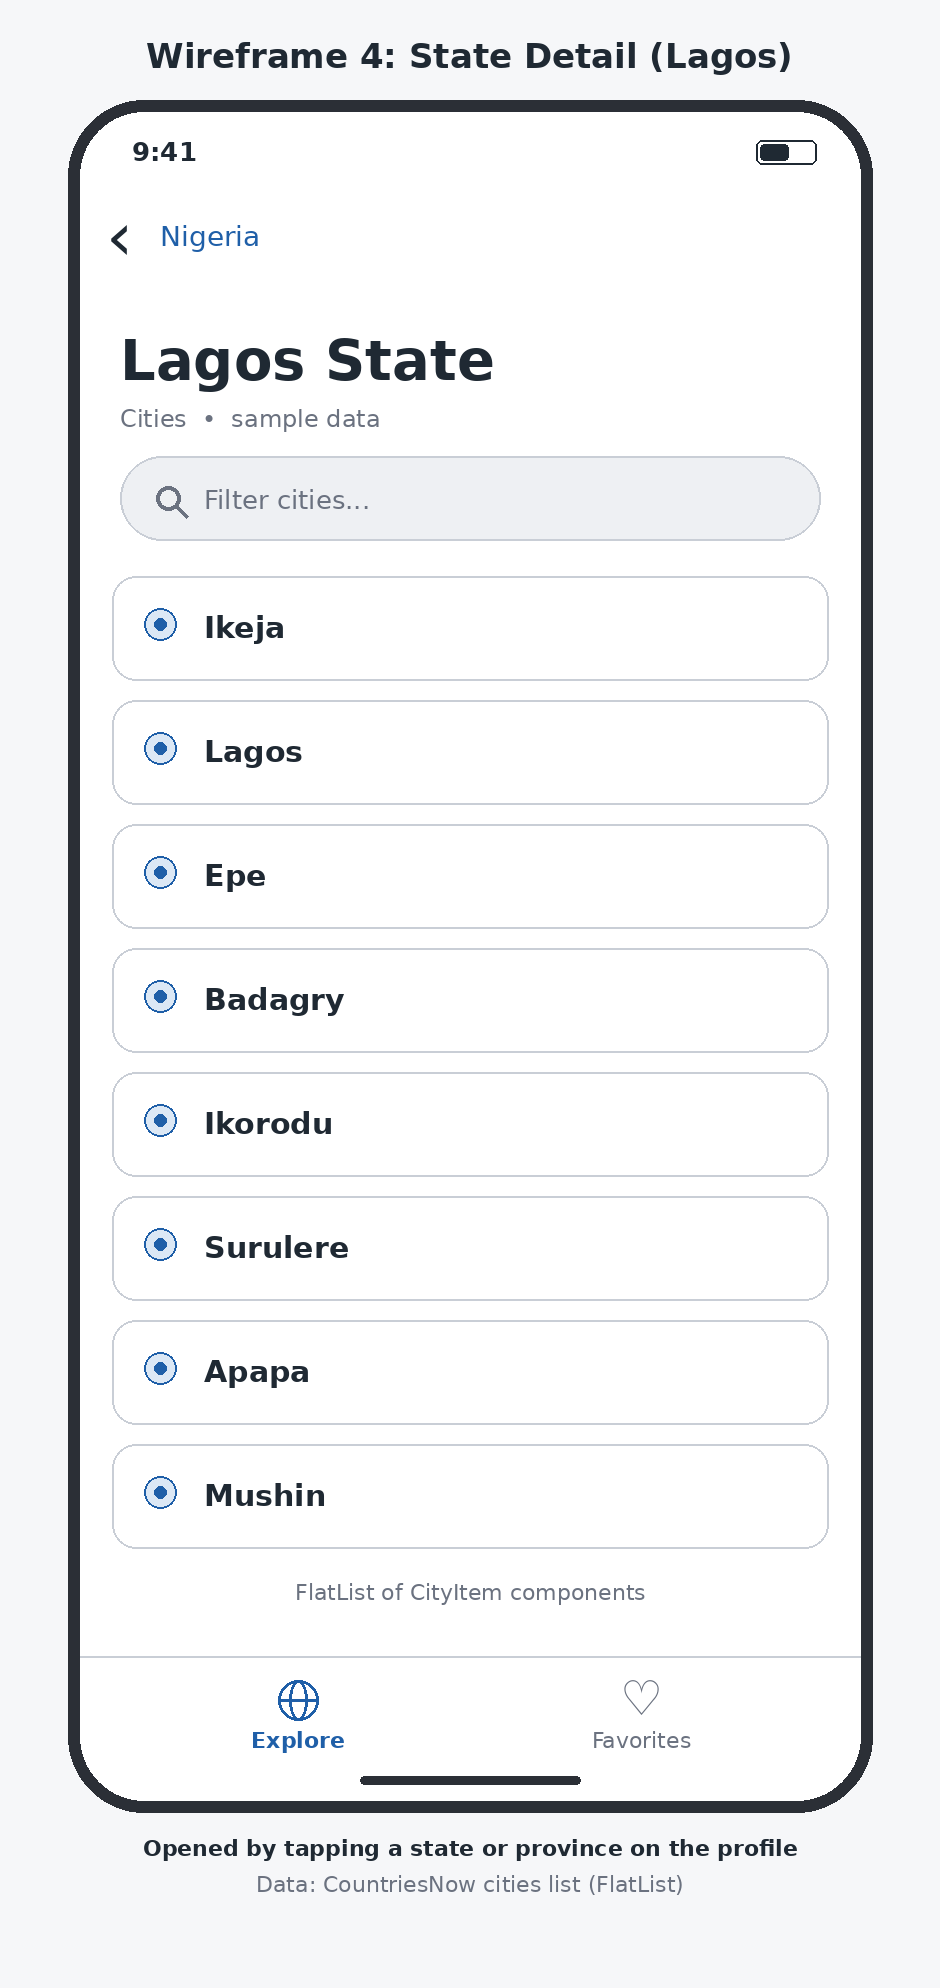 Wireframe 4: State Detail (Lagos)
9:41
Nigeria
Lagos State
Cities • sample data
Filter cities...
Ikeja
Lagos
Epe
Badagry
Ikorodu
Surulere
Apapa
Mushin
FlatList of CityItem components
Explore
Favorites
Opened by tapping a state or province on the profile
Data: CountriesNow cities list (FlatList)